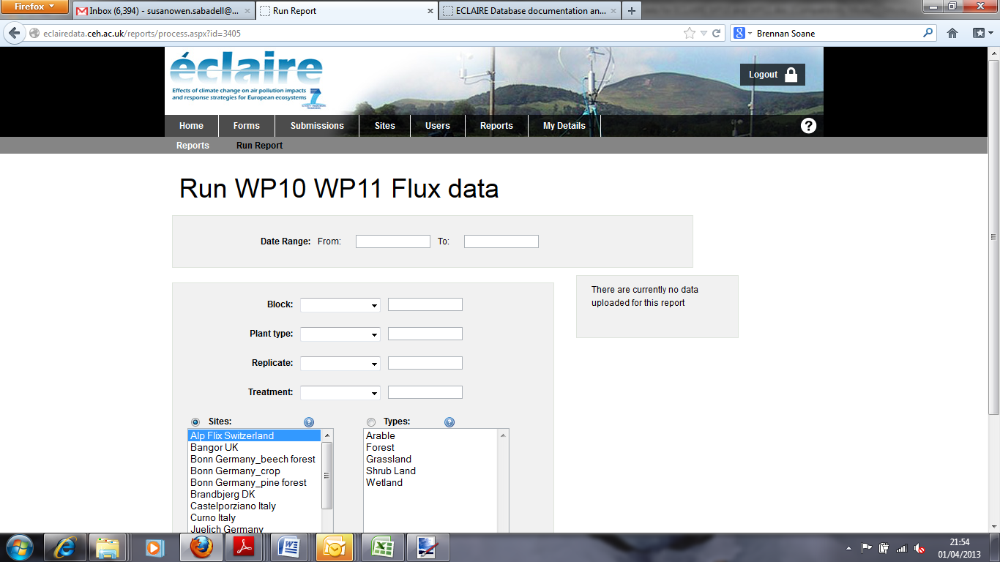 Firefox
Inbox (6,394) - susanowen.sabadell@...
Run Report
ECLAIRE Database documentation an...
eclairedata.ceh.ac.uk/reports/process.aspx?id=3405
Brennan Soane
éclaire
Effects of climate change on air pollution impacts
and response strategies for European ecosystems
Logout
Home
Forms
Submissions
Sites
Users
Reports
My Details
?
Reports
Run Report
Run WP10 WP11 Flux data
Date Range: From: To:
There are currently no data
uploaded for this report
Block:
Plant type:
Replicate:
Treatment:
Sites:
Alp Flix Switzerland
Bangor UK
Bonn Germany_beech forest
Bonn Germany_crop
Bonn Germany_pine forest
Brandbjerg DK
Castelporziano Italy
Curno Italy
Juelich Germany
Types:
Arable
Forest
Grassland
Shrub Land
Wetland
21:54
01/04/2013